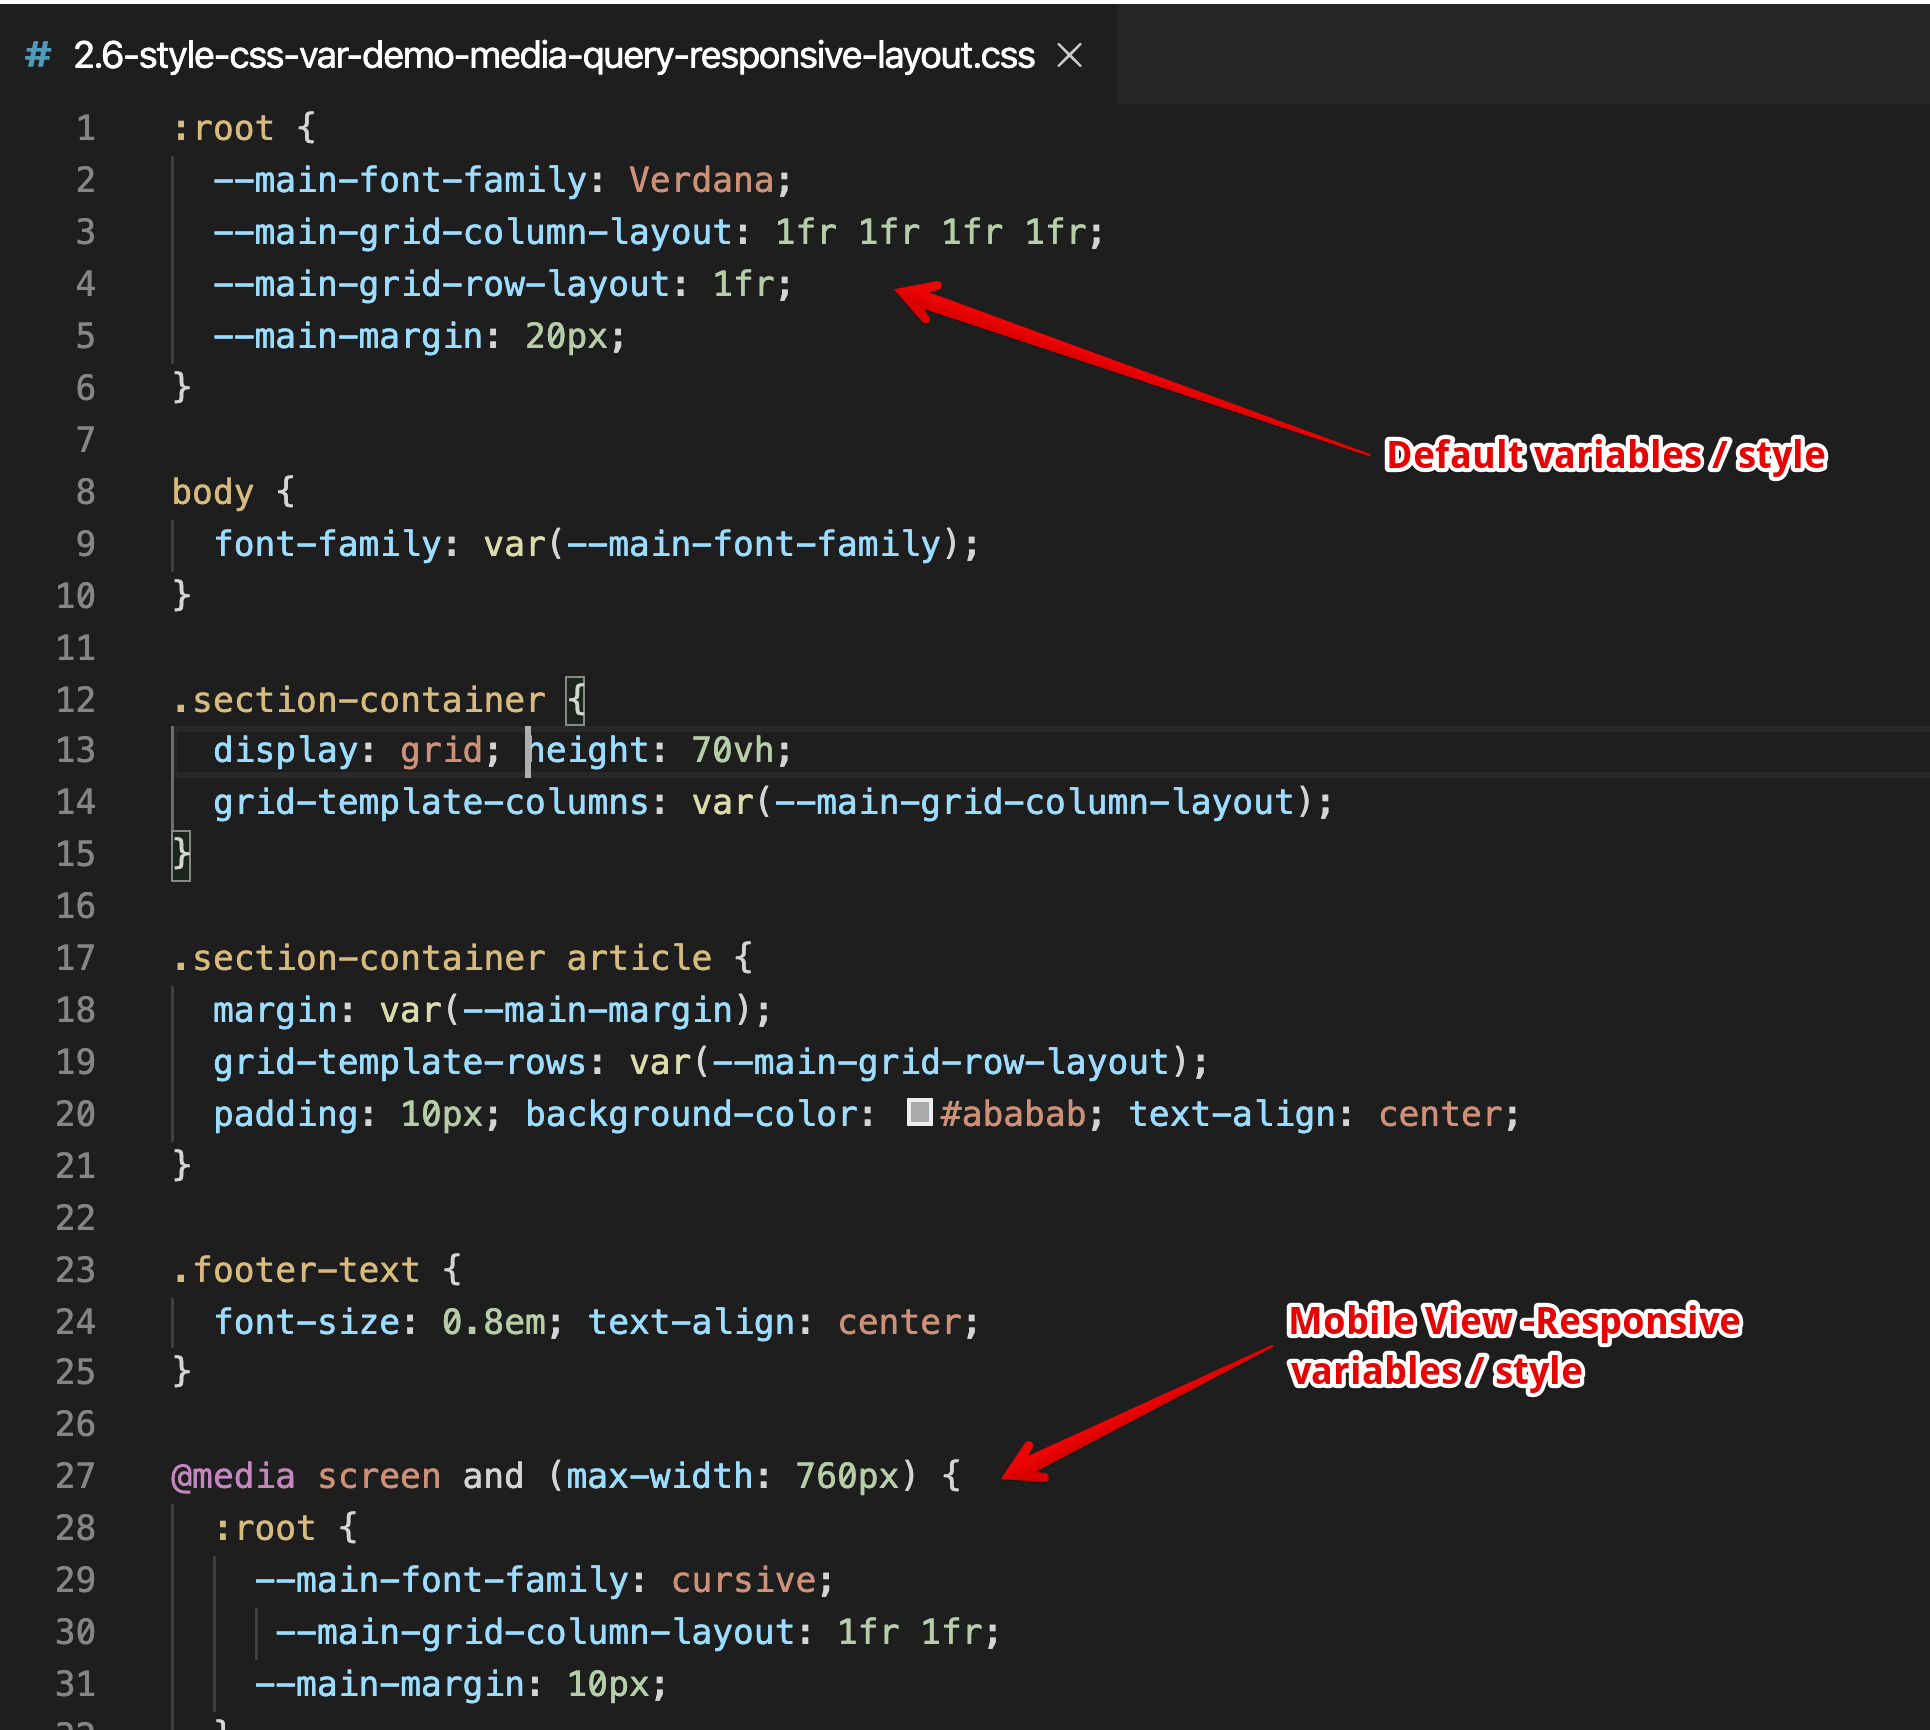 # 2.6-style-css-var-demo-media-query-responsive-layout.css ×
1 :root {
2 --main-font-family: Verdana;
3 --main-grid-column-layout: 1fr 1fr 1fr 1fr;
4 --main-grid-row-layout: 1fr;
5 --main-margin: 20px;
6 }
Default variables / style
7
8 body {
9 font-family: var(--main-font-family);
10 }
11
12 .section-container {
13 display: grid; height: 70vh;
14 grid-template-columns: var(--main-grid-column-layout);
15 }
16
17 .section-container article {
18 margin: var(--main-margin);
19 grid-template-rows: var(--main-grid-row-layout);
20 padding: 10px; background-color: #ababab; text-align: center;
21 }
22
23 .footer-text {
24 font-size: 0.8em; text-align: center;
Mobile View -Responsive
variables / style
25 }
26
27 @media screen and (max-width: 760px) {
28 :root {
29 --main-font-family: cursive;
30 --main-grid-column-layout: 1fr 1fr;
31 --main-margin: 10px;
32 }